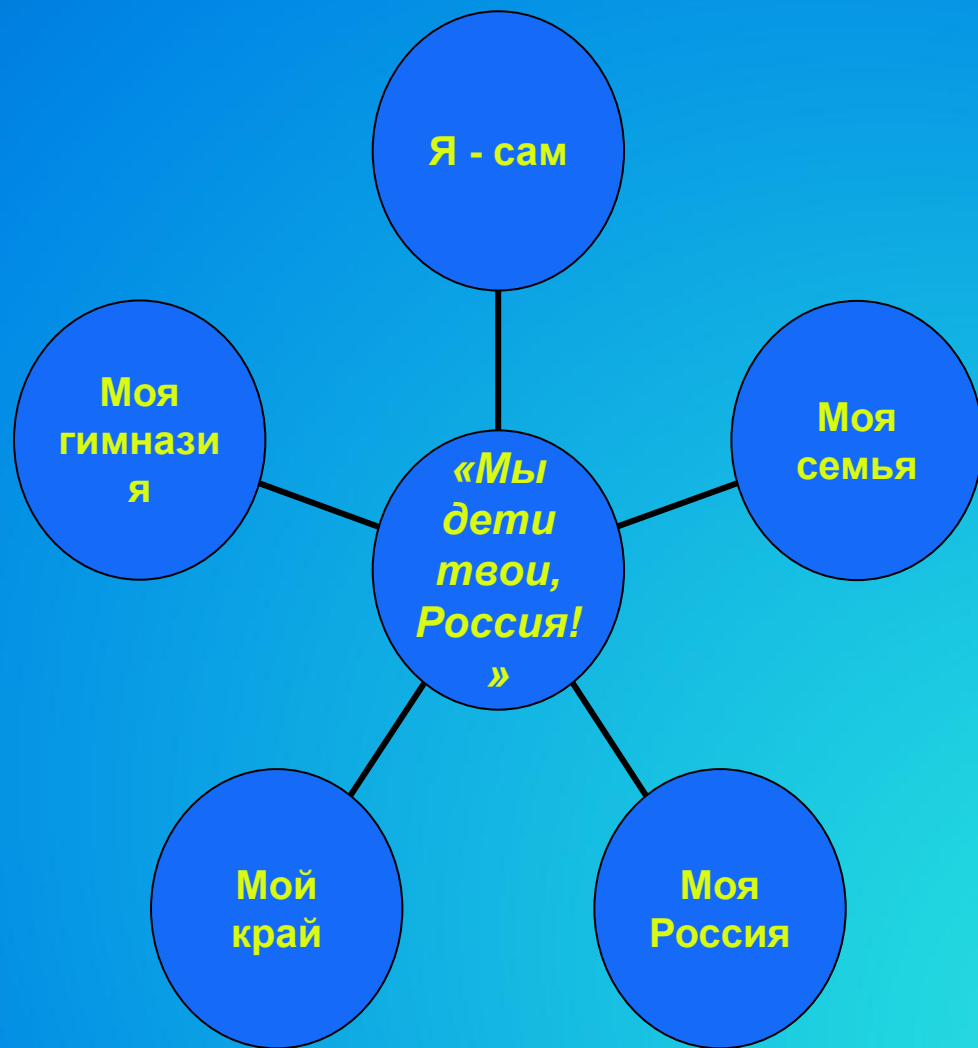 Я - сам
Моя
гимнази
я
Моя
семья
«Мы
дети
твои,
Россия!
»
Мой
край
Моя
Россия